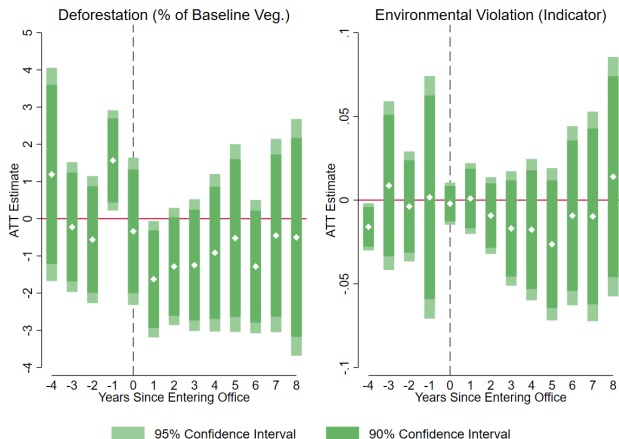 Deforestation (% of Baseline Veg.)
ATT Estimate
5
4
3
2
1
0
-1
-2
-3
-4
-4 -3 -2 -1 0 1 2 3 4 5 6 7 8
Years Since Entering Office
Environmental Violation (Indicator)
ATT Estimate
.1
.05
0
-.05
-.1
-4 -3 -2 -1 0 1 2 3 4 5 6 7 8
Years Since Entering Office
95% Confidence Interval
90% Confidence Interval